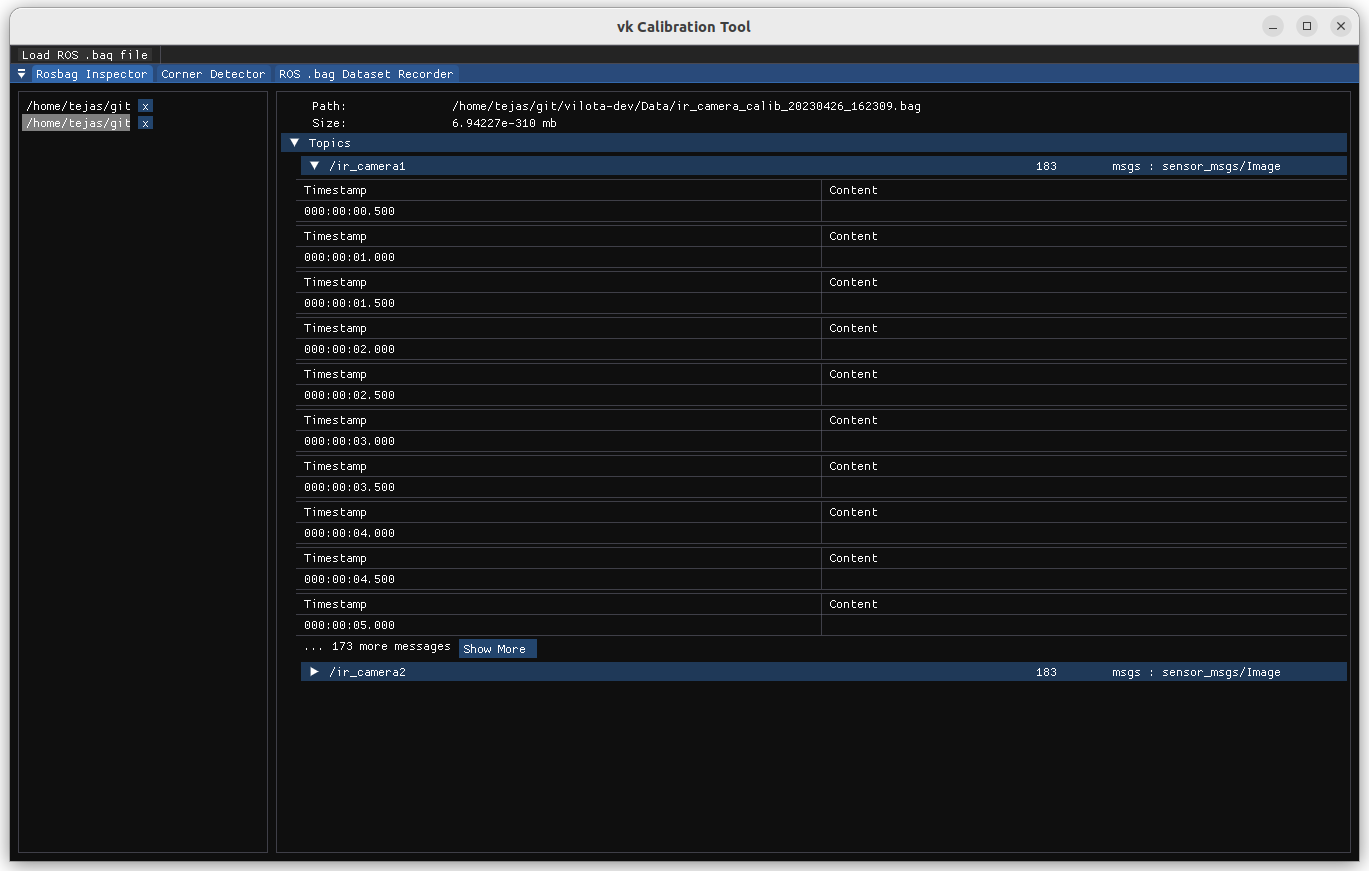 vk Calibration Tool
Load ROS .bag file
Rosbag Inspector Corner Detector ROS .bag Dataset Recorder
/home/tejas/git x
/home/tejas/git x
Path: /home/tejas/git/vilota-dev/Data/ir_camera_calib_20230426_162309.bag
Size: 6.94227e-310 mb
Topics
/ir_camera1 183 msgs : sensor_msgs/Image
Timestamp Content
000:00:00.500
Timestamp Content
000:00:01.000
Timestamp Content
000:00:01.500
Timestamp Content
000:00:02.000
Timestamp Content
000:00:02.500
Timestamp Content
000:00:03.000
Timestamp Content
000:00:03.500
Timestamp Content
000:00:04.000
Timestamp Content
000:00:04.500
Timestamp Content
000:00:05.000
... 173 more messages Show More
/ir_camera2 183 msgs : sensor_msgs/Image